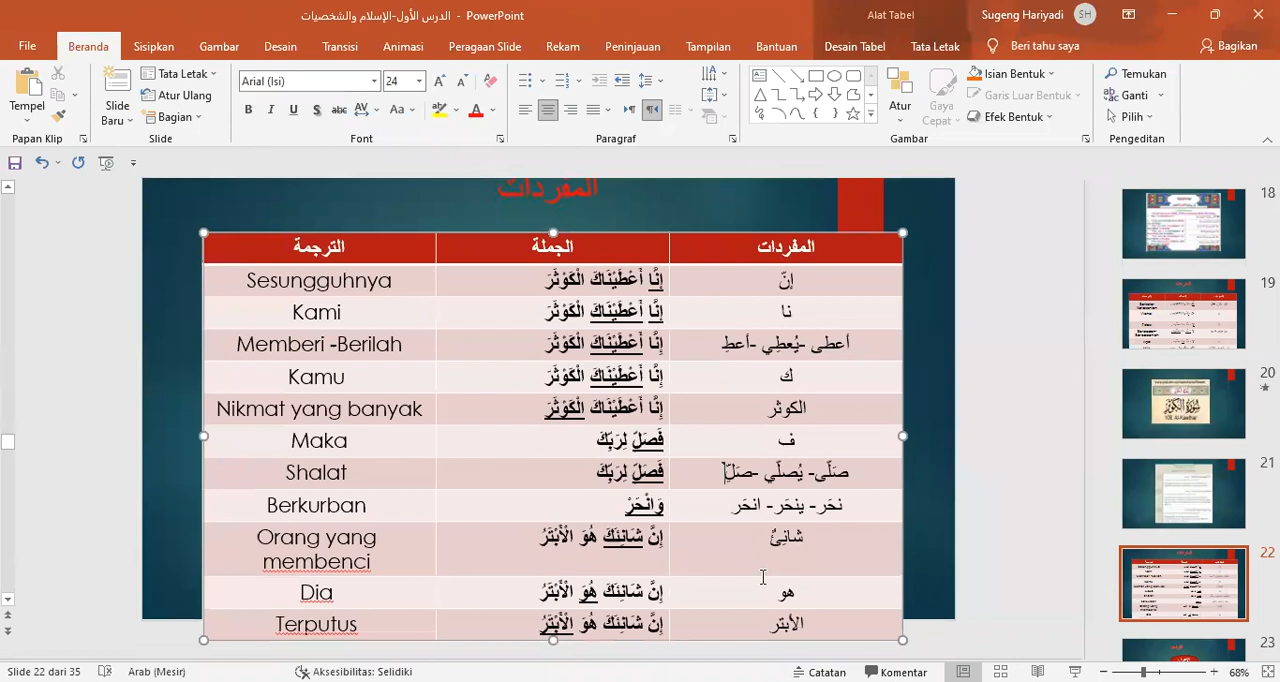 الدرس الأول-الإسلام والشخصيات - PowerPoint
Alat Tabel
Sugeng Hariyadi
SH
File
Beranda
Sisipkan
Gambar
Desain
Transisi
Animasi
Peragaan Slide
Rekam
Peninjauan
Tampilan
Bantuan
Desain Tabel
Tata Letak
Beri tahu saya
Bagikan
Tempel
Papan Klip
Slide Baru
Tata Letak
Atur Ulang
Bagian
Slide
Arial (Isi)
24
B I U S abc AV Aa A
Font
Paragraf
Atur
Gaya Cepat
Isian Bentuk
Garis Luar Bentuk
Efek Bentuk
Gambar
Temukan
Ganti
Pilih
Pengeditan
المفردات
المفردات الجملة الترجمة
إنّ إِنَّا أَعْطَيْنَاكَ الْكَوْثَرَ Sesungguhnya
نا إِنَّا أَعْطَيْنَاكَ الْكَوْثَرَ Kami
أعطى -يُعطِي -أعطِ إِنَّا أَعْطَيْنَاكَ الْكَوْثَرَ Memberi -Berilah
ك إِنَّا أَعْطَيْنَاكَ الْكَوْثَرَ Kamu
الكوثر إِنَّا أَعْطَيْنَاكَ الْكَوْثَرَ Nikmat yang banyak
ف فَصَلِّ لِرَبِّكَ Maka
صَلّى- يُصلّي -صَلِّ فَصَلِّ لِرَبِّكَ Shalat
نحَر- ينحَر- انحَر وَانْحَرْ Berkurban
شانِئٌ إِنَّ شَانِئَكَ هُوَ الْأَبْتَرُ Orang yang membenci
هو إِنَّ شَانِئَكَ هُوَ الْأَبْتَرُ Dia
الأبتر إِنَّ شَانِئَكَ هُوَ الْأَبْتَرُ Terputus
18
19
20
21
22
23
Slide 22 dari 35
Arab (Mesir)
Aksesibilitas: Selidiki
Catatan
Komentar
68%